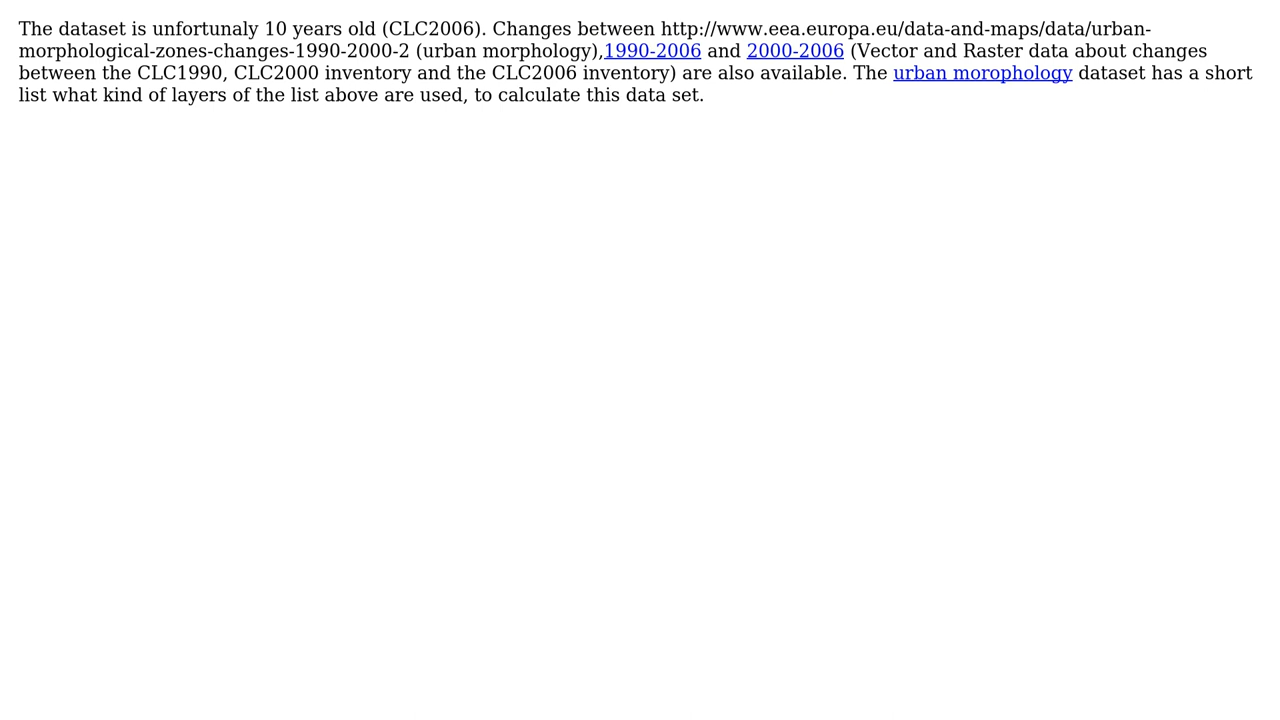 The dataset is unfortunaly 10 years old (CLC2006). Changes between http://www.eea.europa.eu/data-and-maps/data/urban-
morphological-zones-changes-1990-2000-2 (urban morphology),1990-2006 and 2000-2006 (Vector and Raster data about changes
between the CLC1990, CLC2000 inventory and the CLC2006 inventory) are also available. The urban morophology dataset has a short
list what kind of layers of the list above are used, to calculate this data set.